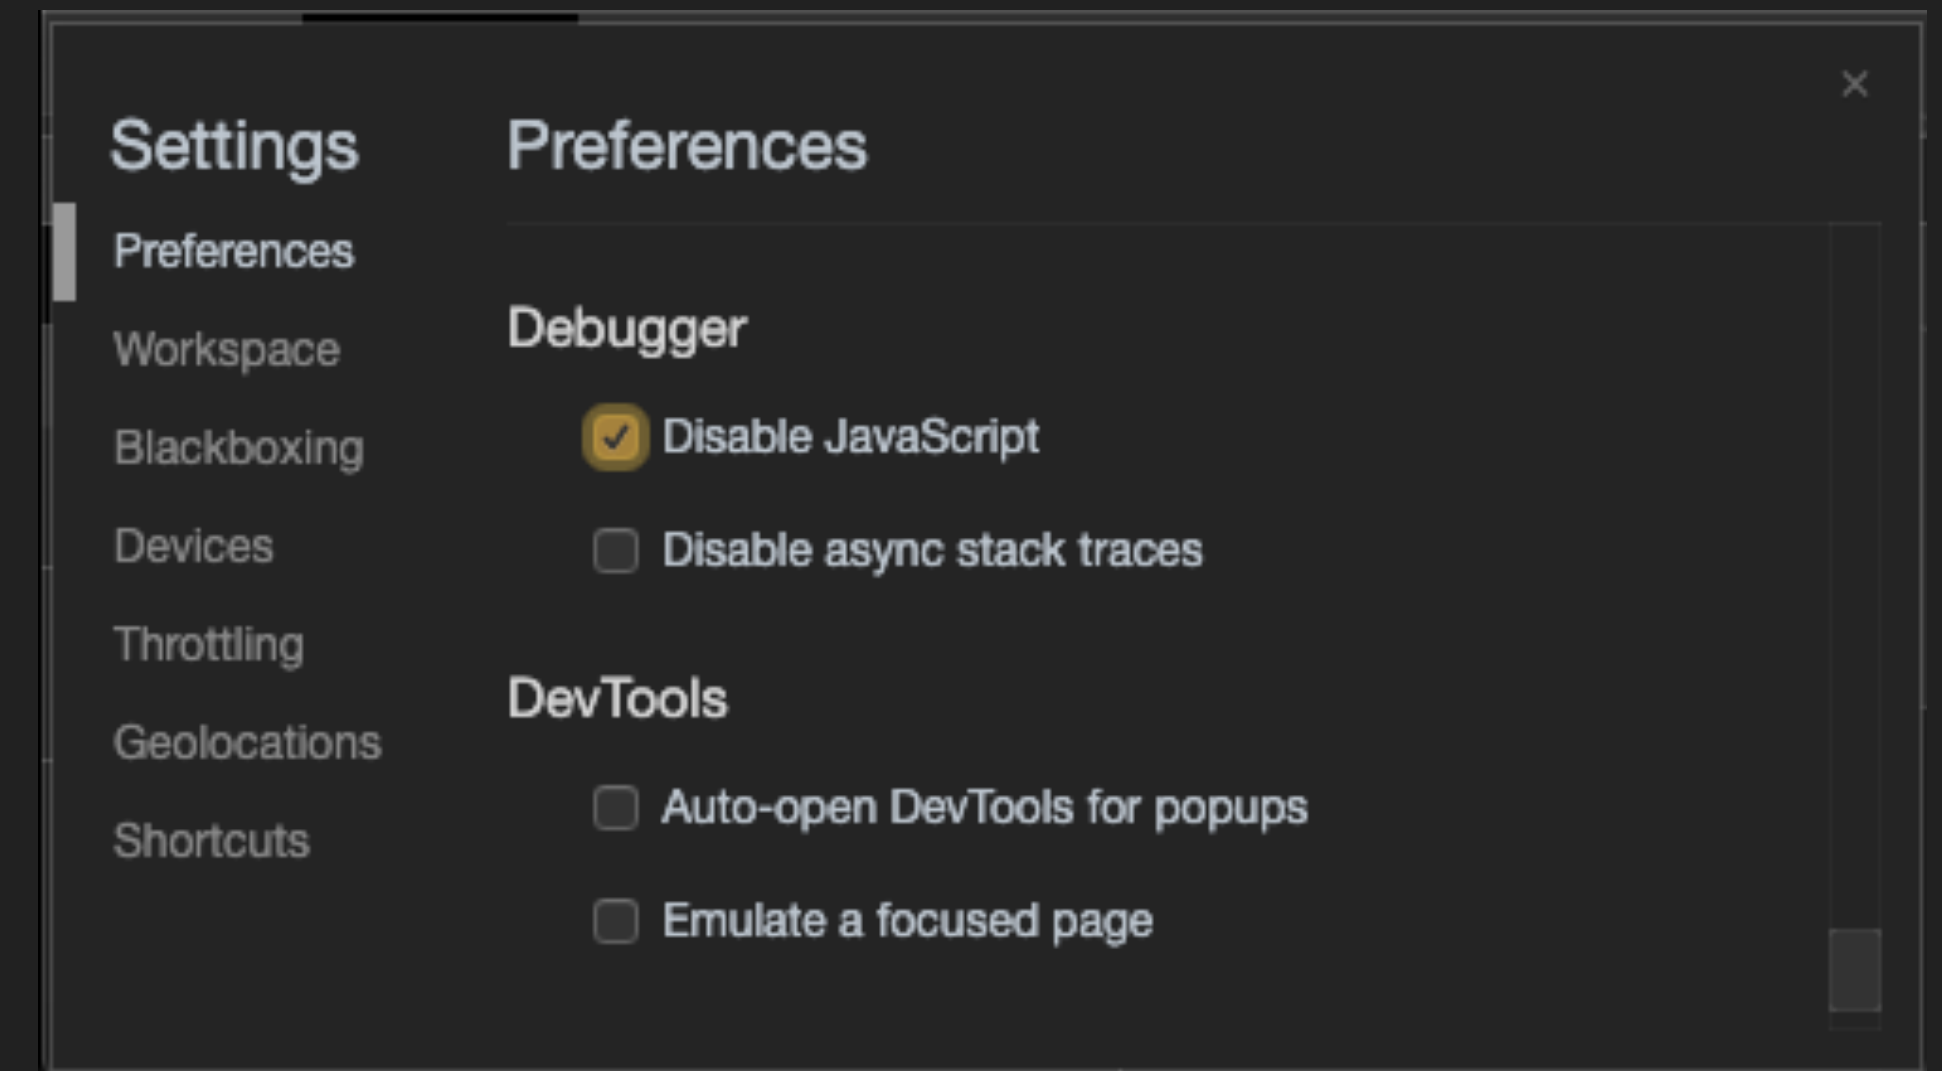 Settings
Preferences
Workspace
Blackboxing
Devices
Throttling
Geolocations
Shortcuts
Preferences
Debugger
Disable JavaScript
Disable async stack traces
DevTools
Auto-open DevTools for popups
Emulate a focused page